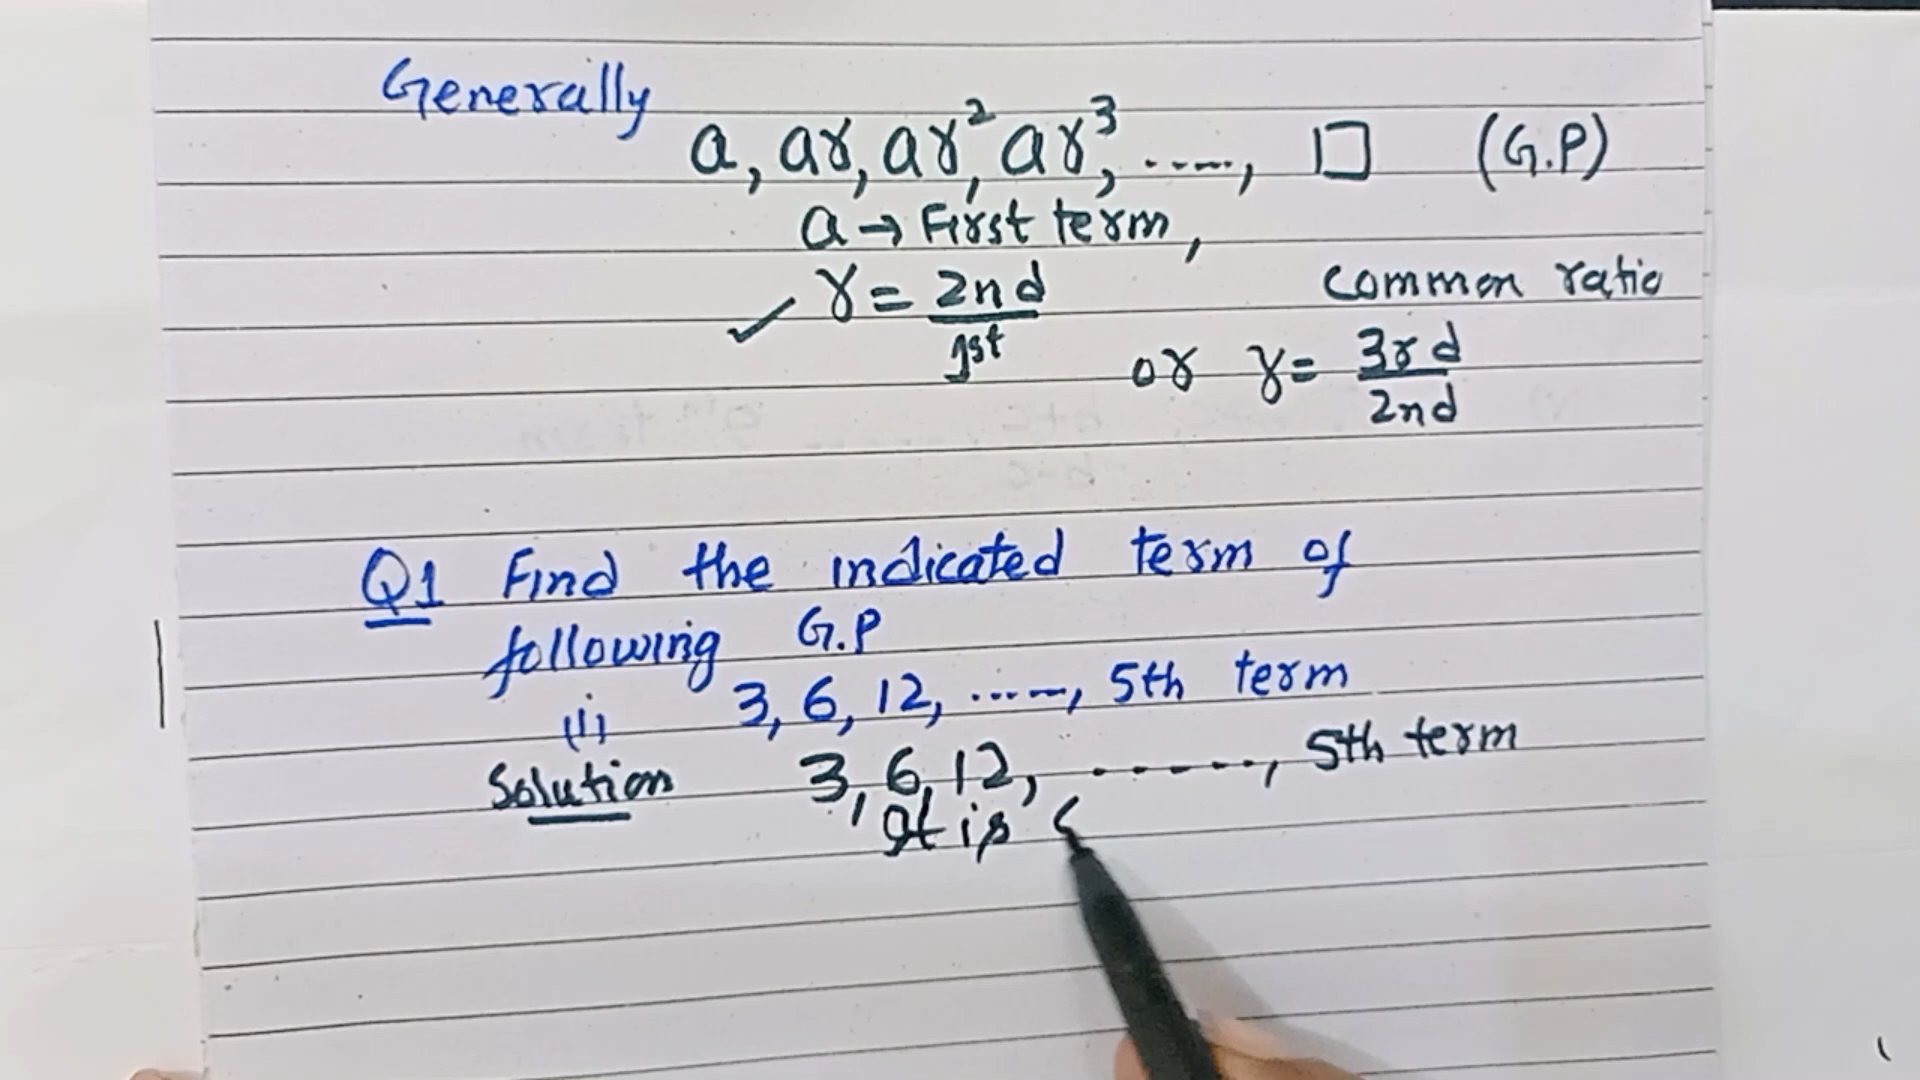 Generally
a, ar, ar², ar³, ....., □ (G.P)
a → First term,
✓ r = 2nd/1st common ratio
or r = 3rd/2nd
Q1 Find the indicated term of
following G.P
(i) 3, 6, 12, ......, 5th term
Solution 3, 6, 12, ......, 5th term
It is